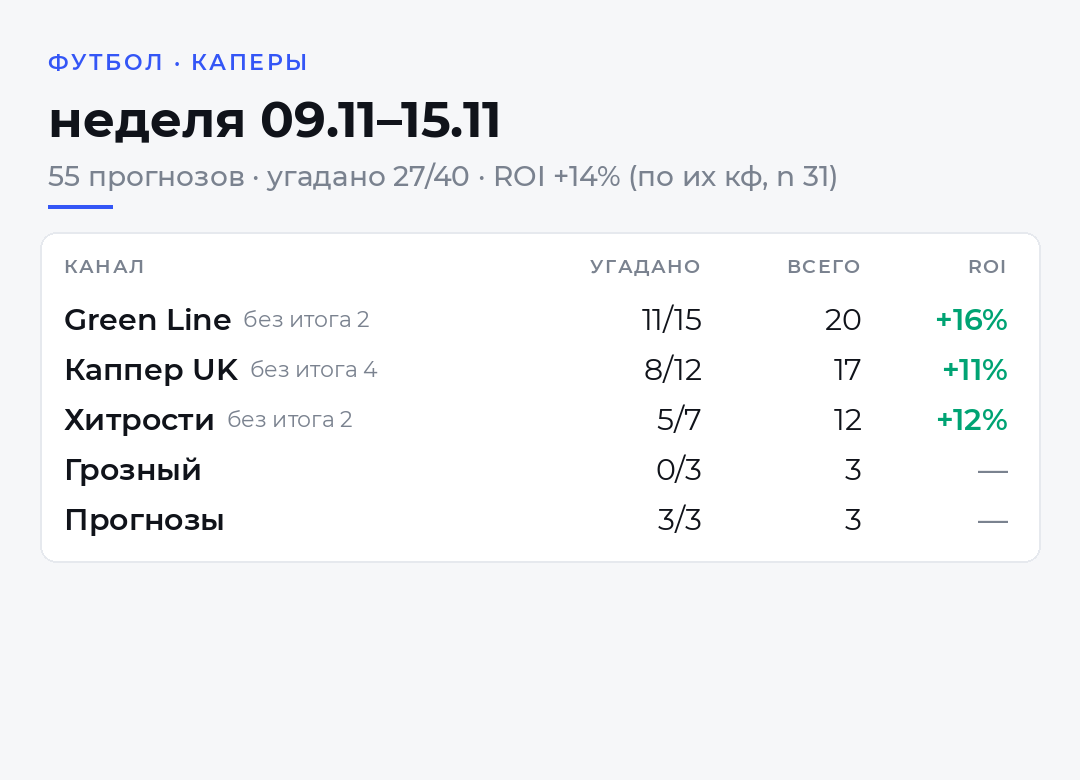 ФУТБОЛ · КАПЕРЫ
неделя 09.11–15.11
55 прогнозов · угадано 27/40 · ROI +14% (по их кф, n 31)
КАНАЛ УГАДАНО ВСЕГО ROI
Green Line без итога 2 11/15 20 +16%
Каппер UK без итога 4 8/12 17 +11%
Хитрости без итога 2 5/7 12 +12%
Грозный 0/3 3 —
Прогнозы 3/3 3 —